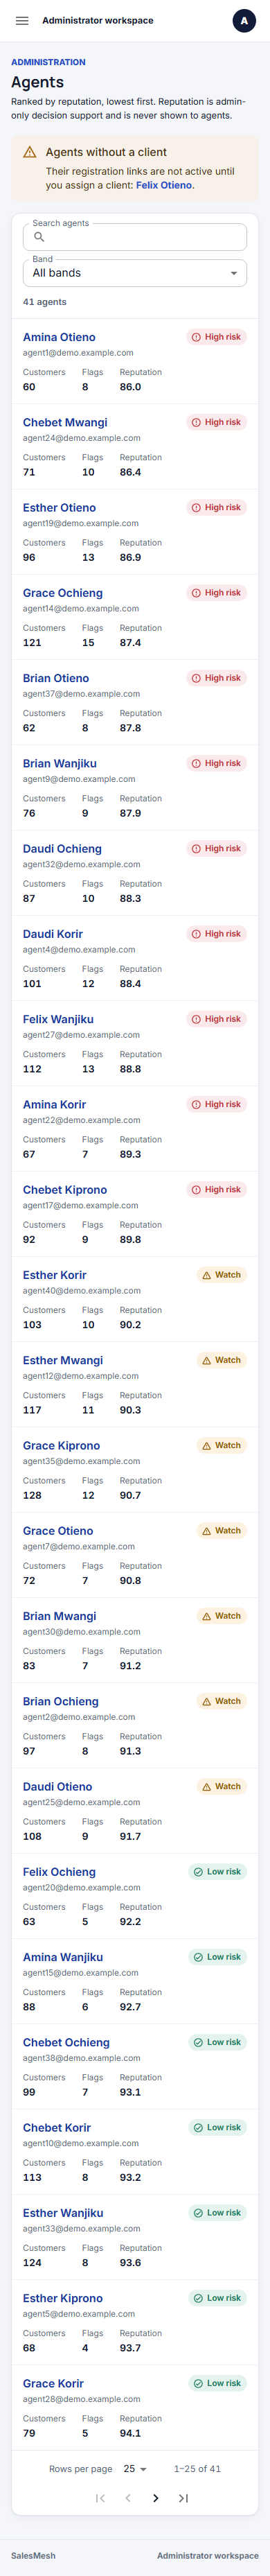 Administrator workspace
A
ADMINISTRATION
Agents
Ranked by reputation, lowest first. Reputation is admin-
only decision support and is never shown to agents.
Agents without a client
Their registration links are not active until
you assign a client: Felix Otieno.
Search agents
Band
All bands
41 agents
Amina Otieno High risk
agent1@demo.example.com
Customers Flags Reputation
60 8 86.0
Chebet Mwangi High risk
agent24@demo.example.com
Customers Flags Reputation
71 10 86.4
Esther Otieno High risk
agent19@demo.example.com
Customers Flags Reputation
96 13 86.9
Grace Ochieng High risk
agent14@demo.example.com
Customers Flags Reputation
121 15 87.4
Brian Otieno High risk
agent37@demo.example.com
Customers Flags Reputation
62 8 87.8
Brian Wanjiku High risk
agent9@demo.example.com
Customers Flags Reputation
76 9 87.9
Daudi Ochieng High risk
agent32@demo.example.com
Customers Flags Reputation
87 10 88.3
Daudi Korir High risk
agent4@demo.example.com
Customers Flags Reputation
101 12 88.4
Felix Wanjiku High risk
agent27@demo.example.com
Customers Flags Reputation
112 13 88.8
Amina Korir High risk
agent22@demo.example.com
Customers Flags Reputation
67 7 89.3
Chebet Kiprono High risk
agent17@demo.example.com
Customers Flags Reputation
92 9 89.8
Esther Korir Watch
agent40@demo.example.com
Customers Flags Reputation
103 10 90.2
Esther Mwangi Watch
agent12@demo.example.com
Customers Flags Reputation
117 11 90.3
Grace Kiprono Watch
agent35@demo.example.com
Customers Flags Reputation
128 12 90.7
Grace Otieno Watch
agent7@demo.example.com
Customers Flags Reputation
72 7 90.8
Brian Mwangi Watch
agent30@demo.example.com
Customers Flags Reputation
83 7 91.2
Brian Ochieng Watch
agent2@demo.example.com
Customers Flags Reputation
97 8 91.3
Daudi Otieno Watch
agent25@demo.example.com
Customers Flags Reputation
108 9 91.7
Felix Ochieng Low risk
agent20@demo.example.com
Customers Flags Reputation
63 5 92.2
Amina Wanjiku Low risk
agent15@demo.example.com
Customers Flags Reputation
88 6 92.7
Chebet Ochieng Low risk
agent38@demo.example.com
Customers Flags Reputation
99 7 93.1
Chebet Korir Low risk
agent10@demo.example.com
Customers Flags Reputation
113 8 93.2
Esther Wanjiku Low risk
agent33@demo.example.com
Customers Flags Reputation
124 8 93.6
Esther Kiprono Low risk
agent5@demo.example.com
Customers Flags Reputation
68 4 93.7
Grace Korir Low risk
agent28@demo.example.com
Customers Flags Reputation
79 5 94.1
Rows per page 25 1–25 of 41
SalesMesh Administrator workspace